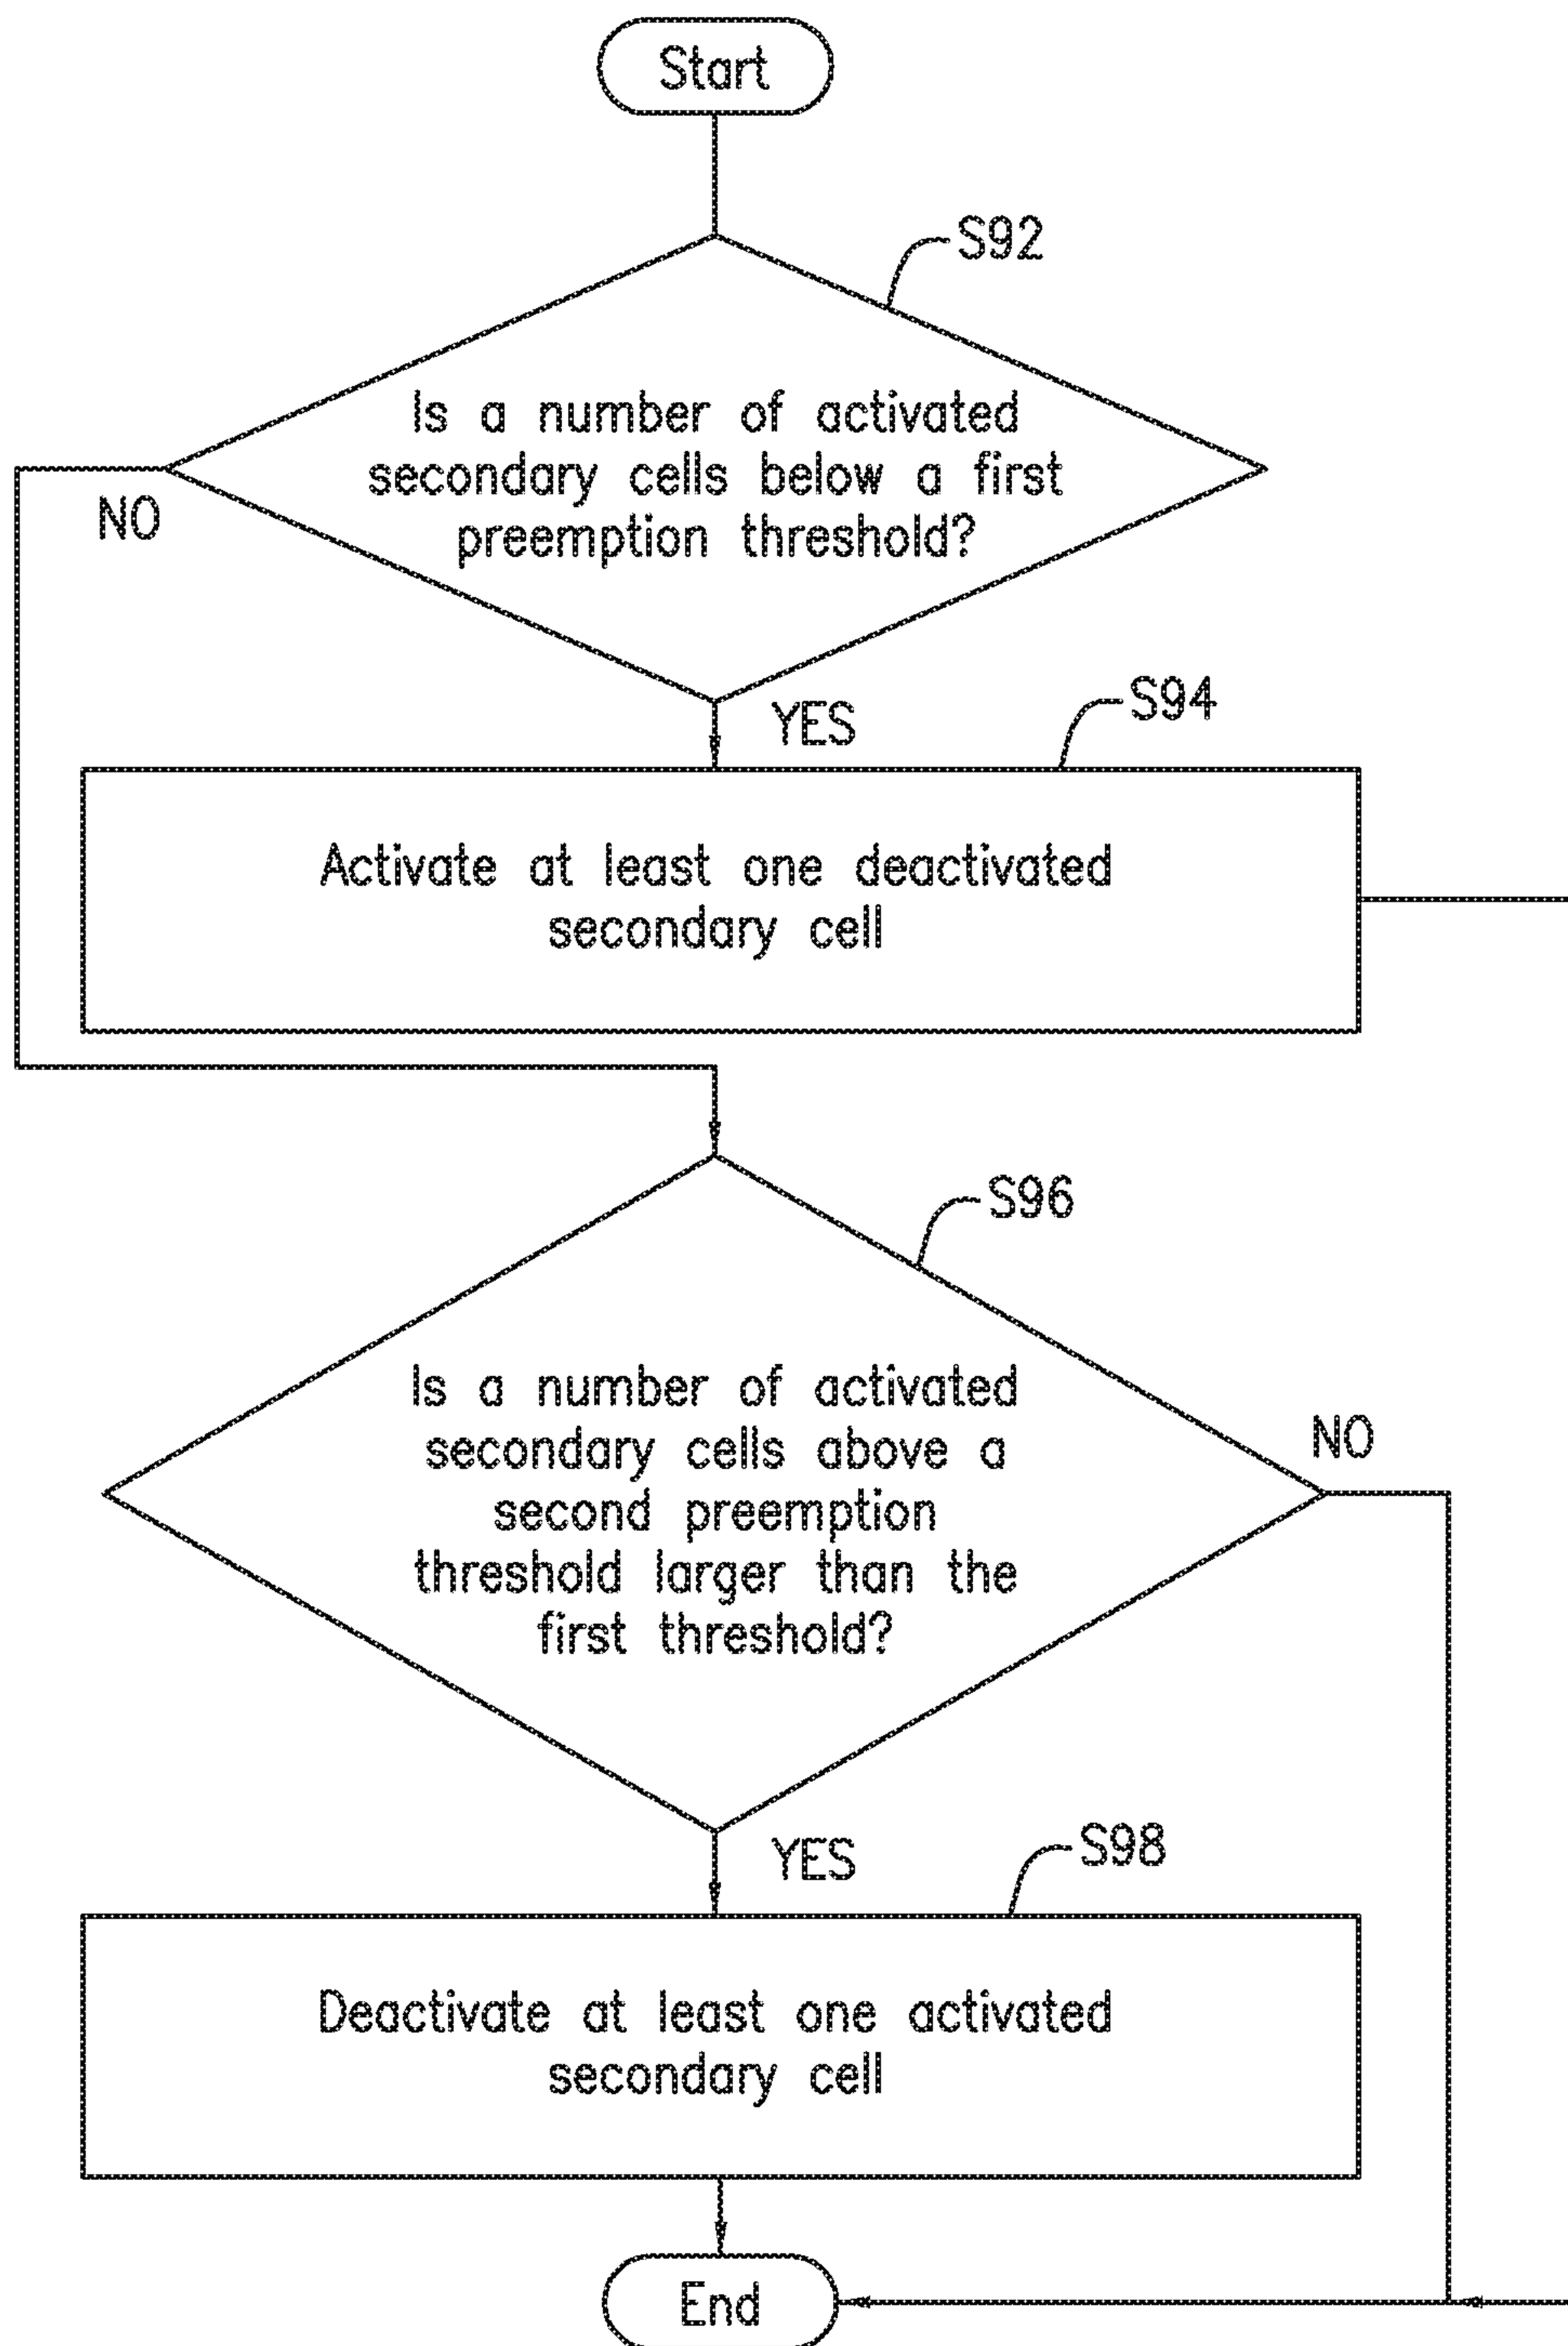 Start
S92
Is a number of activated
secondary cells below a first
preemption threshold?
NO
YES
S94
Activate at least one deactivated
secondary cell
S96
Is a number of activated
secondary cells above a
second preemption
threshold larger than the
first threshold?
NO
YES
S98
Deactivate at least one activated
secondary cell
End